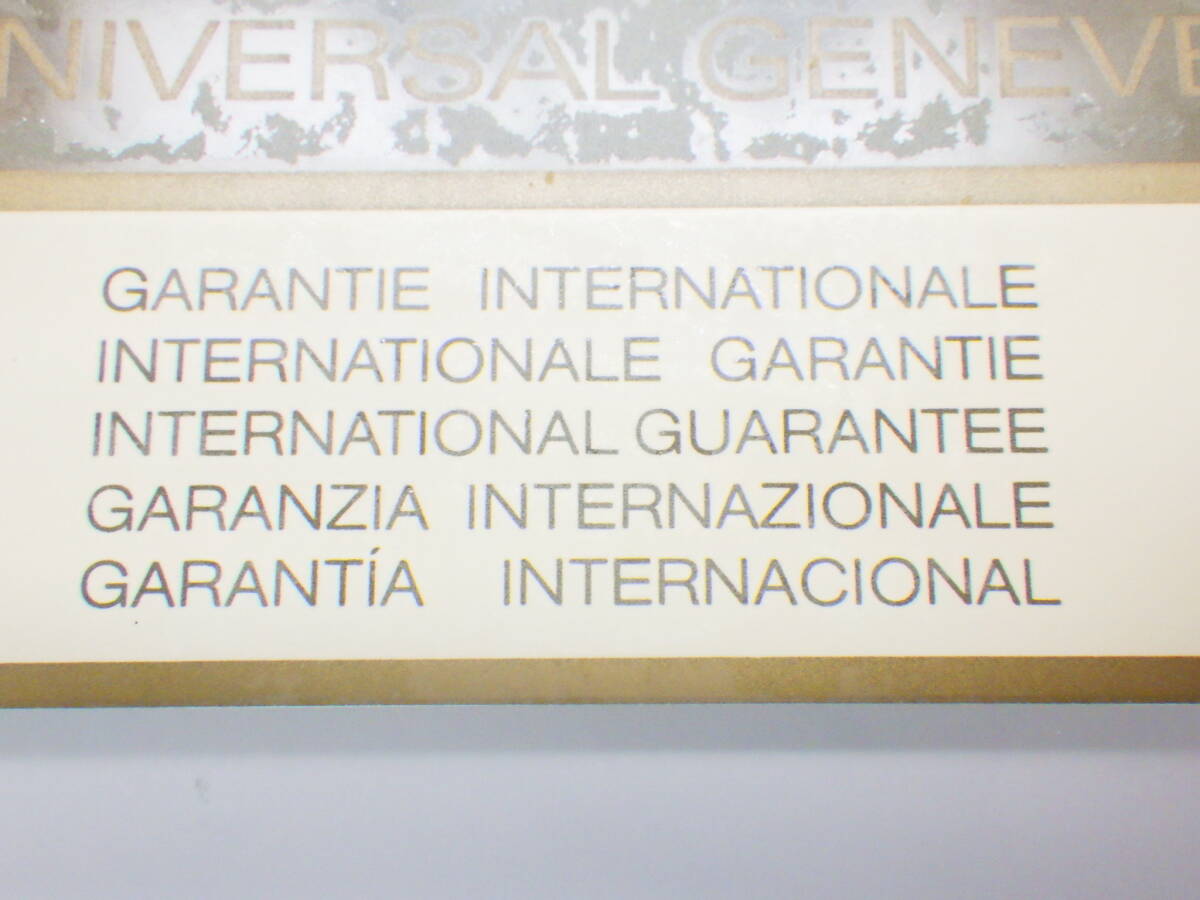 NIVERSAL GENEVE
GARANTIE INTERNATIONALE
INTERNATIONALE GARANTIE
INTERNATIONAL GUARANTEE
GARANZIA INTERNAZIONALE
GARANTÍA INTERNACIONAL